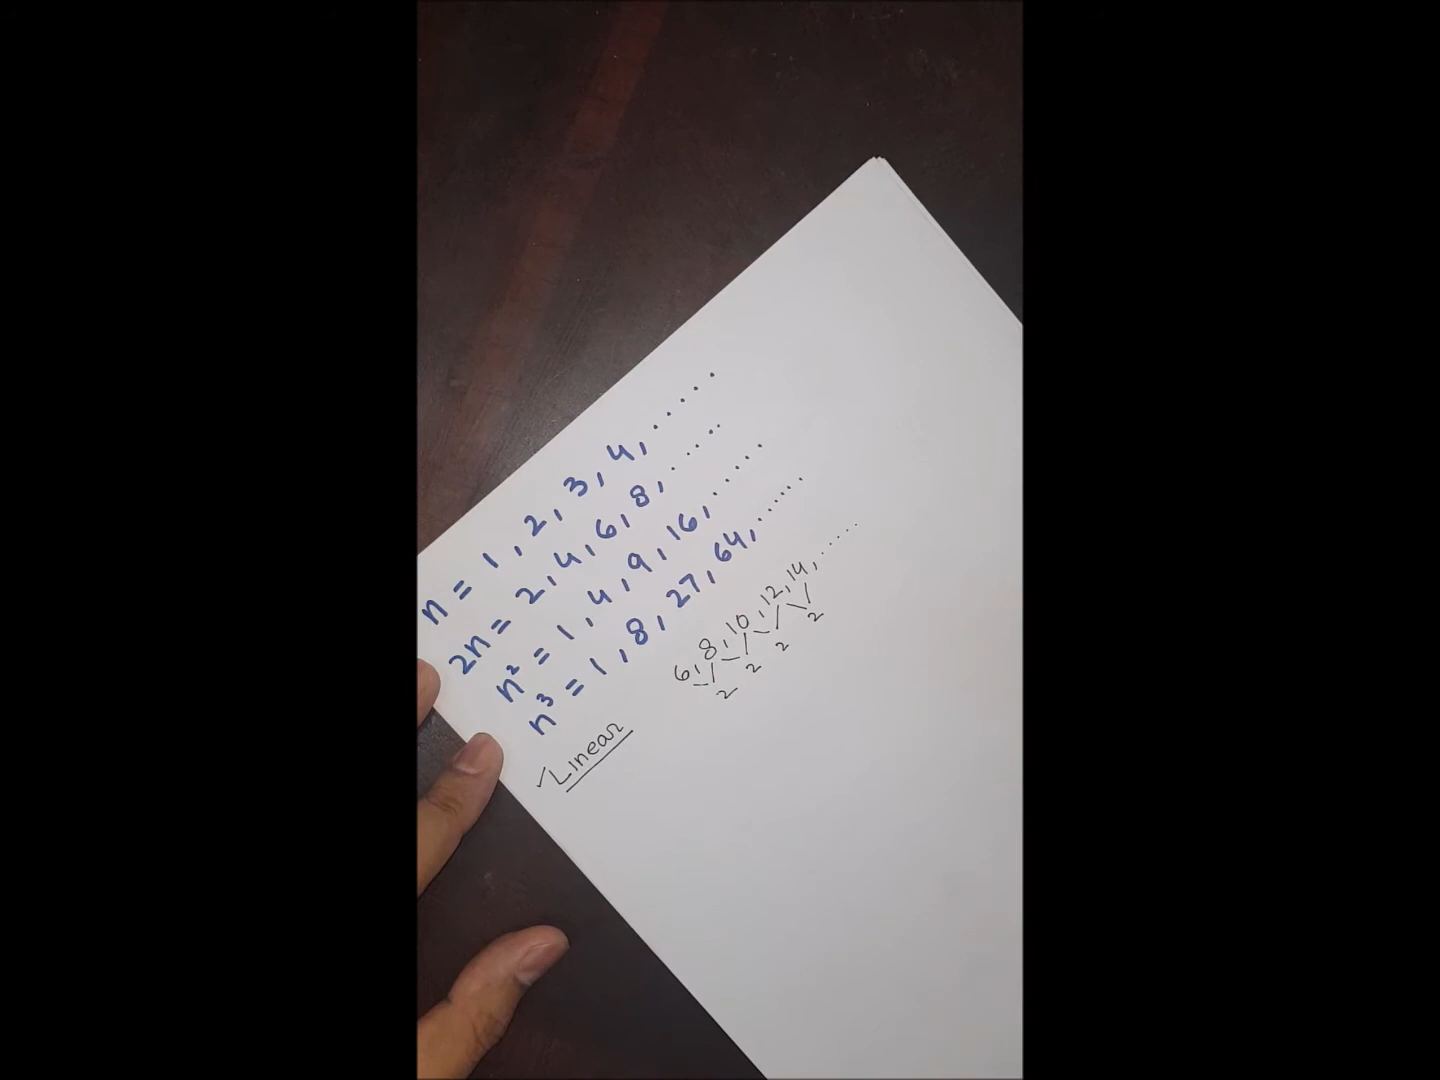 n = 1, 2, 3, 4, ......
2n = 2, 4, 6, 8, ......
n² = 1, 4, 9, 16, ......
n³ = 1, 8, 27, 64, ......
✓Linear
6, 8, 10, 12, 14, ......
2 2 2 2